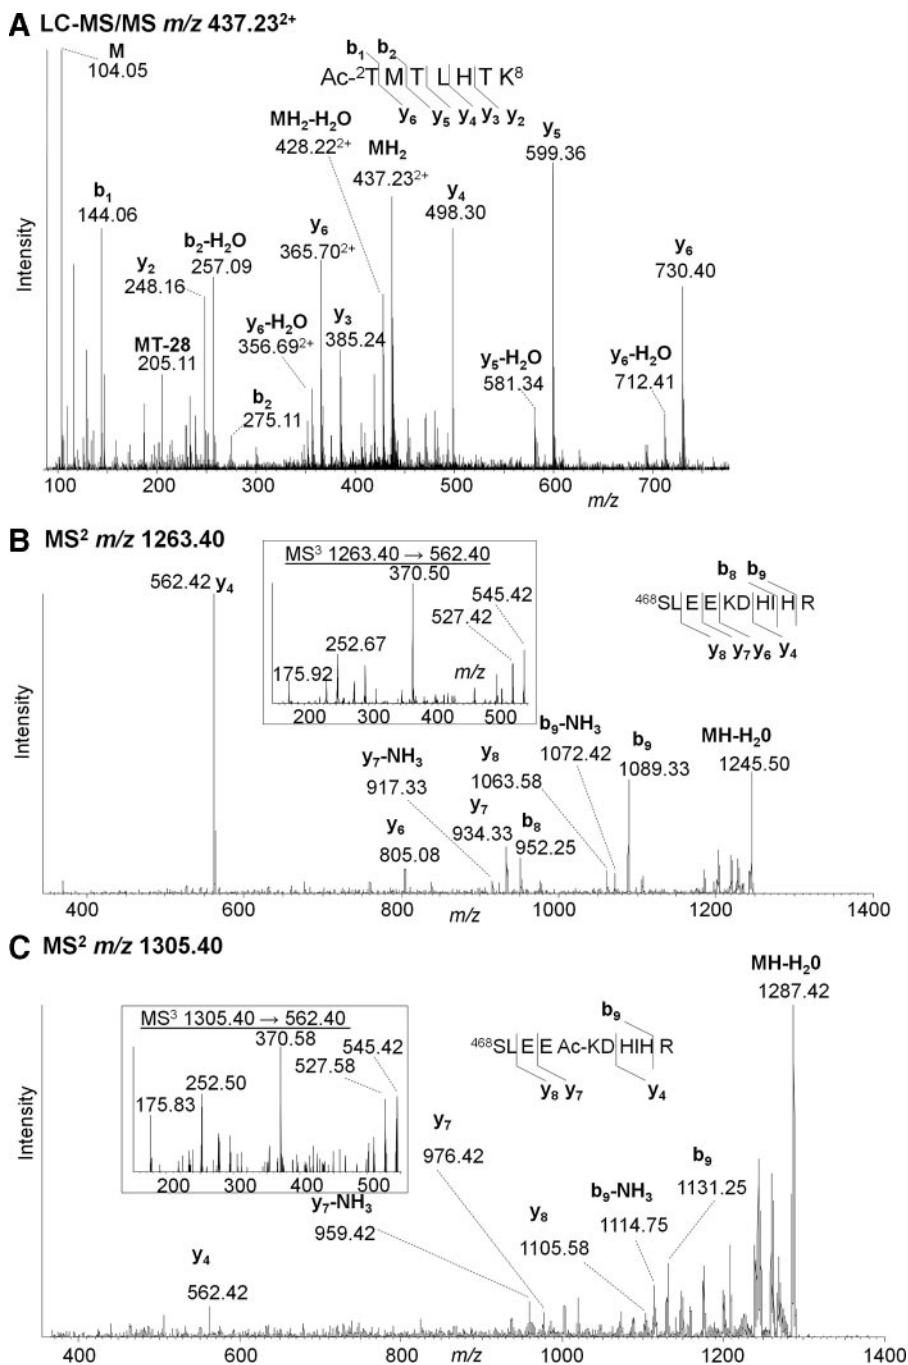 A LC-MS/MS m/z 437.23²⁺
M
104.05
b₁ b₂
Ac-²T M T L H T K⁸
y₆ y₅ y₄ y₃ y₂
MH₂-H₂O
428.22²⁺
MH₂
437.23²⁺
y₅
599.36
b₁
144.06
y₄
498.30
b₂-H₂O
257.09
y₆
365.70²⁺
y₆
730.40
y₂
248.16
y₆-H₂O
356.69²⁺
y₃
385.24
MT-28
205.11
y₅-H₂O
581.34
y₆-H₂O
712.41
b₂
275.11
Intensity
100 200 300 400 500 600 700
m/z
B MS² m/z 1263.40
562.42 y₄
MS³ 1263.40 → 562.40
370.50
545.42
527.42
252.67
175.92
m/z
200 300 400 500
b₈ b₉
⁴⁶⁸SLEEKDHIHR
y₈ y₇ y₆ y₄
b₉-NH₃
1072.42
b₉
1089.33
MH-H₂0
1245.50
y₇-NH₃
917.33
y₈
1063.58
y₇
934.33
b₈
952.25
y₆
805.08
Intensity
400 600 800 1000 1200 1400
m/z
C MS² m/z 1305.40
MH-H₂0
1287.42
MS³ 1305.40 → 562.40
370.58
545.42
527.58
252.50
175.83
200 300 400 500
b₉
⁴⁶⁸SLEE Ac-KDHIHR
y₈ y₇ y₄
y₇
976.42
b₉
1131.25
y₇-NH₃
959.42
y₈
1105.58
b₉-NH₃
1114.75
y₄
562.42
Intensity
400 600 800 1000 1200 1400
m/z